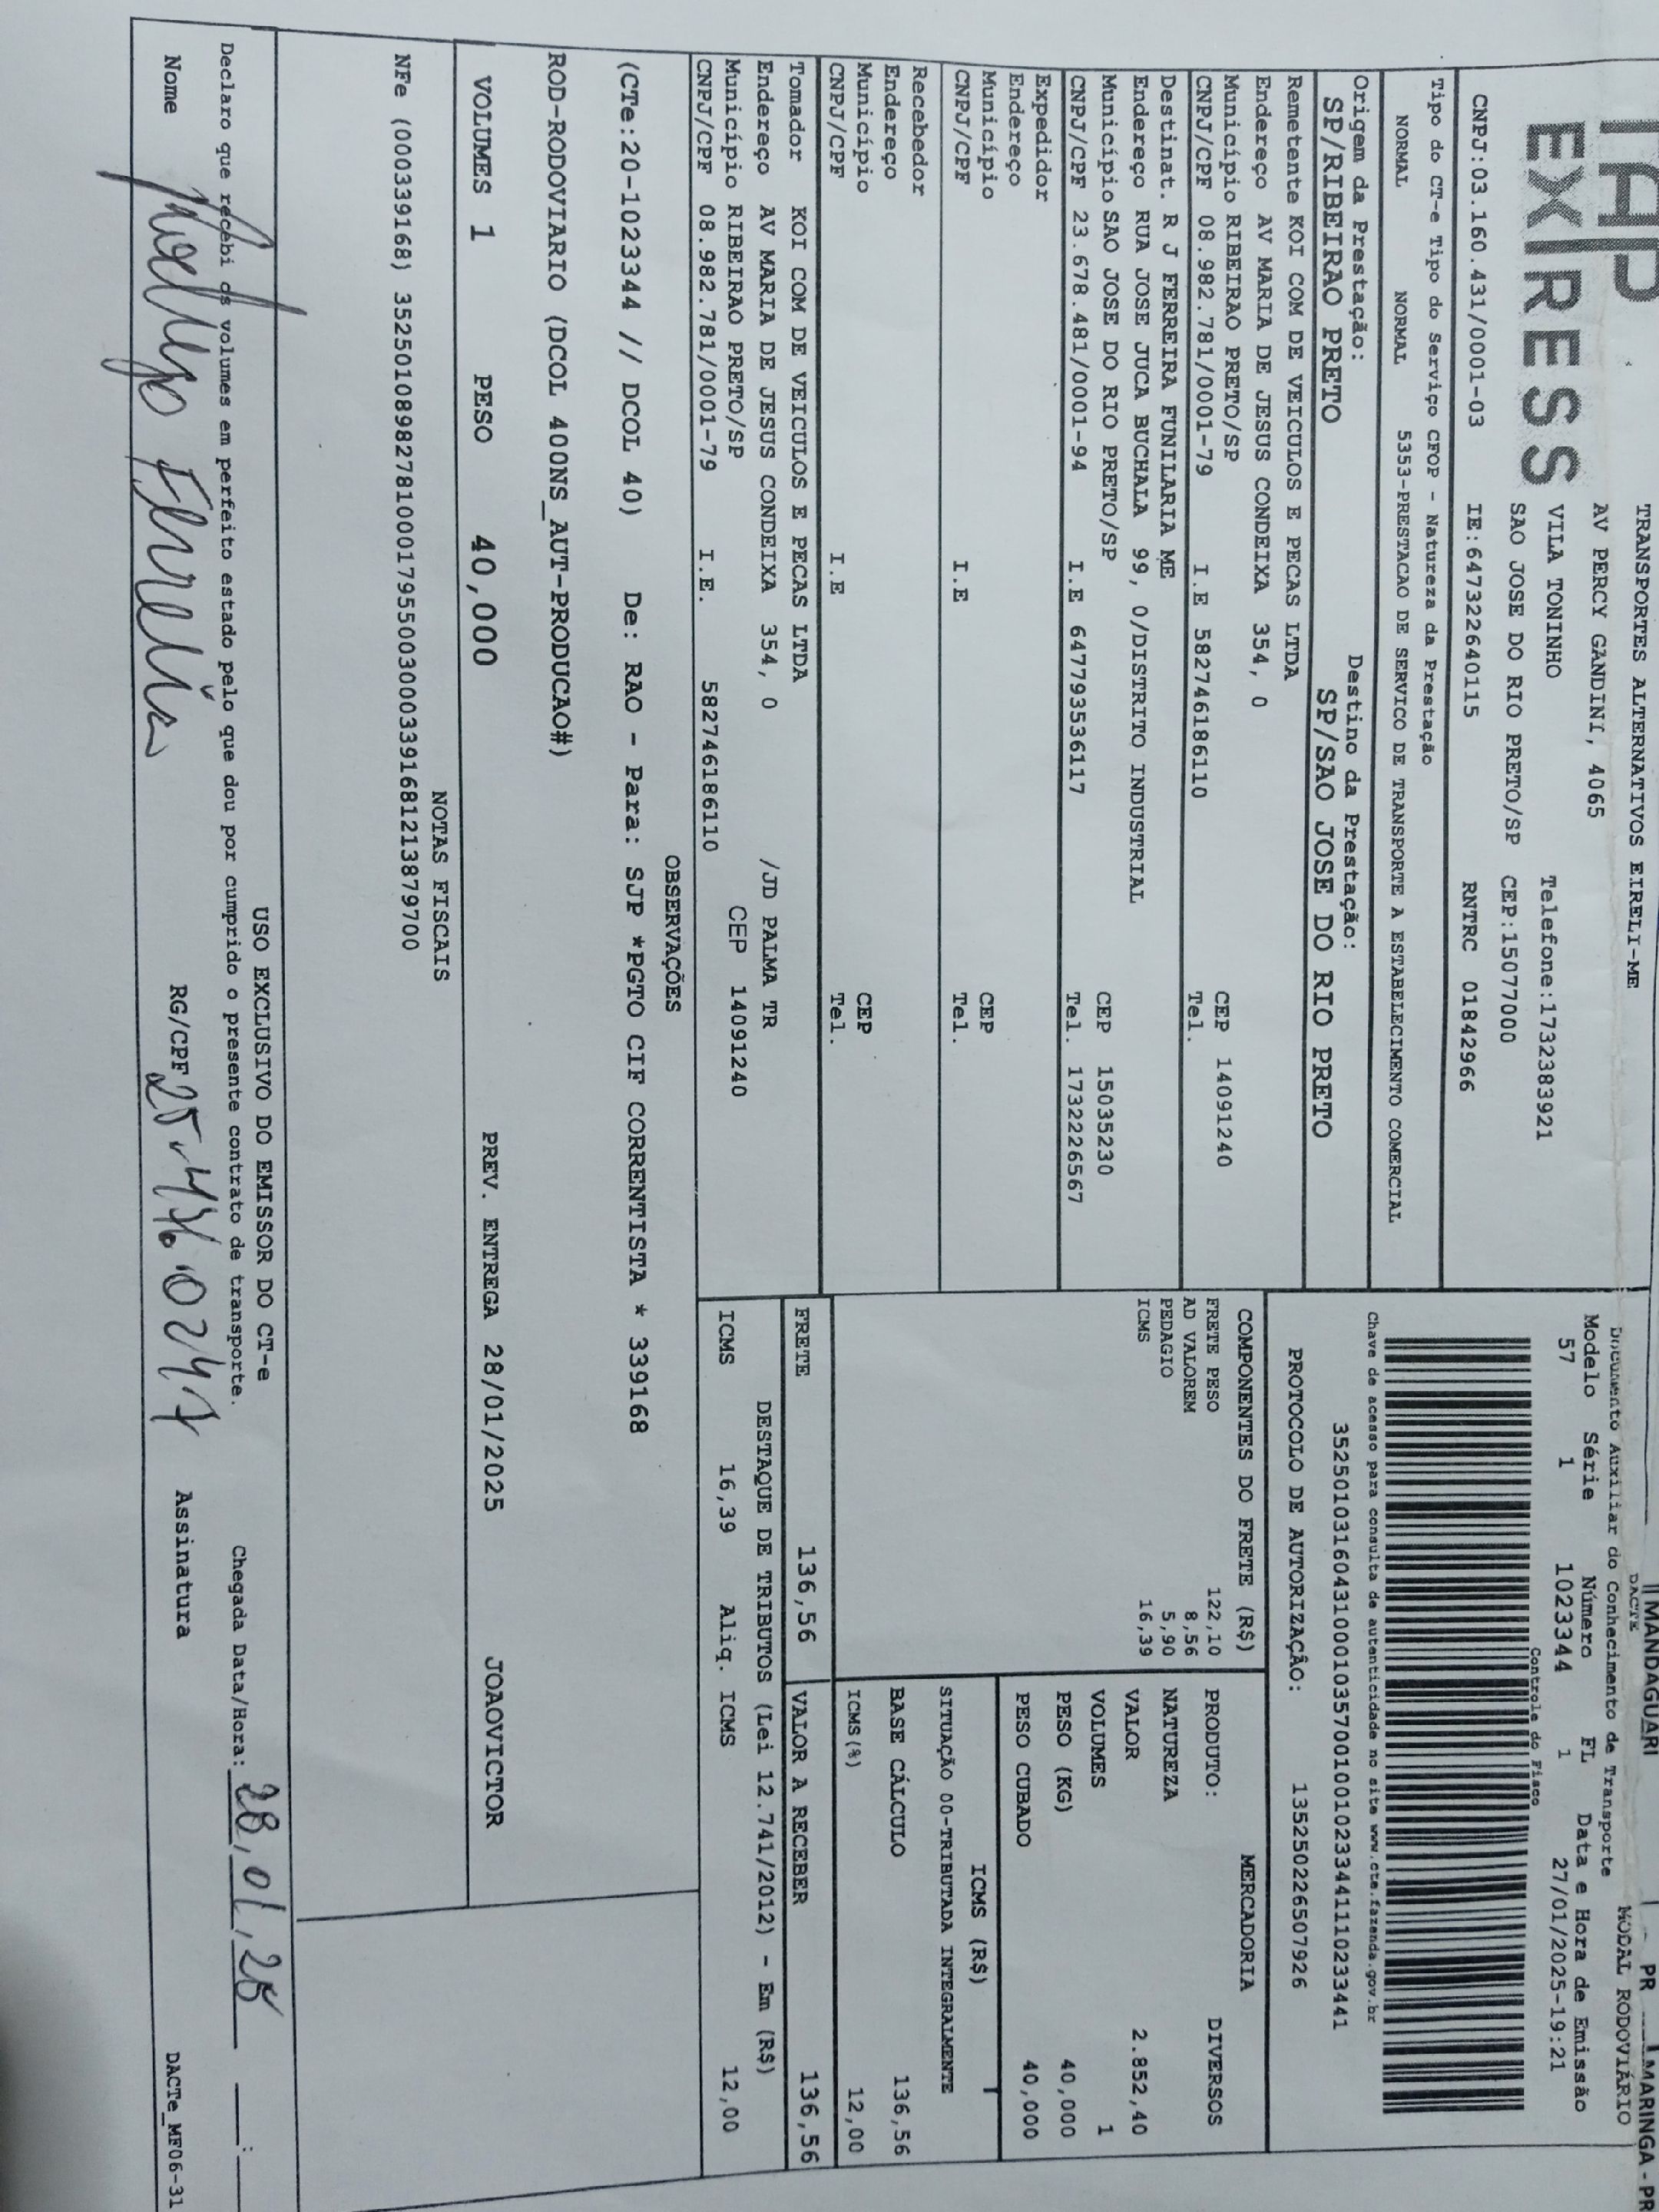 MANDAGUARI - PR MARINGA - PR
TAP
EXPRESS
TRANSPORTES ALTERNATIVOS EIRELI-ME
AV PERCY GANDINI, 4065
VILA TONINHO Telefone:1732383921
SAO JOSE DO RIO PRETO/SP CEP:15077000
CNPJ:03.160.431/0001-03 IE:647322640115 RNTRC 01842966
DACTE MODAL RODOVIÁRIO
Documento Auxiliar do Conhecimento de Transporte
Modelo Série Número FL Data e Hora de Emissão
57 1 1023344 1 27/01/2025-19:21
Controle do Fisco
Chave de acesso para consulta de autenticidade no site www.cte.fazenda.gov.br
35250103160431000103570010010233441110233441
PROTOCOLO DE AUTORIZAÇÃO: 135250226507926
Tipo do CT-e Tipo do Serviço CFOP - Natureza da Prestação
NORMAL NORMAL 5353-PRESTACAO DE SERVICO DE TRANSPORTE A ESTABELECIMENTO COMERCIAL
Origem da Prestação: Destino da Prestação:
SP/RIBEIRAO PRETO SP/SAO JOSE DO RIO PRETO
Remetente KOI COM DE VEICULOS E PECAS LTDA
Endereço AV MARIA DE JESUS CONDEIXA 354, 0
Município RIBEIRAO PRETO/SP CEP 14091240
CNPJ/CPF 08.982.781/0001-79 I.E 582746186110 Tel.
Destinat. R J FERREIRA FUNILARIA ME
Endereço RUA JOSE JUCA BUCHALA 99, 0/DISTRITO INDUSTRIAL
Município SAO JOSE DO RIO PRETO/SP CEP 15035230
CNPJ/CPF 23.678.481/0001-94 I.E 647793536117 Tel. 1732226567
Expedidor
Endereço
Município CEP
CNPJ/CPF I.E Tel.
Recebedor
Endereço
Município CEP
CNPJ/CPF I.E Tel.
Tomador KOI COM DE VEICULOS E PECAS LTDA
Endereço AV MARIA DE JESUS CONDEIXA 354, 0 /JD PALMA TR
Município RIBEIRAO PRETO/SP CEP 14091240
CNPJ/CPF 08.982.781/0001-79 I.E. 582746186110
COMPONENTES DO FRETE (R$)
FRETE PESO 122,10
AD VALOREM 8,56
PEDAGIO 5,90
ICMS 16,39
MERCADORIA
PRODUTO: DIVERSOS
NATUREZA
VALOR 2.852,40
VOLUMES 1
PESO (KG) 40,000
PESO CUBADO 40,000
ICMS (R$)
SITUAÇÃO 00-TRIBUTADA INTEGRALMENTE
BASE CÁLCULO 136,56
ICMS(%) 12,00
FRETE 136,56 VALOR A RECEBER 136,56
DESTAQUE DE TRIBUTOS (Lei 12.741/2012) - Em (R$)
ICMS 16,39 Aliq. ICMS 12,00
OBSERVAÇÕES
(CTe:20-1023344 // DCOL 40) De: RAO - Para: SJP *PGTO CIF CORRENTISTA * 339168
ROD-RODOVIARIO (DCOL 400NS_AUT-PRODUCAO#)
VOLUMES 1 PESO 40,000 PREV. ENTREGA 28/01/2025 JOAOVICTOR
NOTAS FISCAIS
NFe (000339168) 35250108982781000179550030003391681213879700
USO EXCLUSIVO DO EMISSOR DO CT-e
Declaro que recebi os volumes em perfeito estado pelo que dou por cumprido o presente contrato de transporte. Chegada Data/Hora: 28/01/25 :
Nome Ferreira RG/CPF Assinatura DACTe_MF06-31